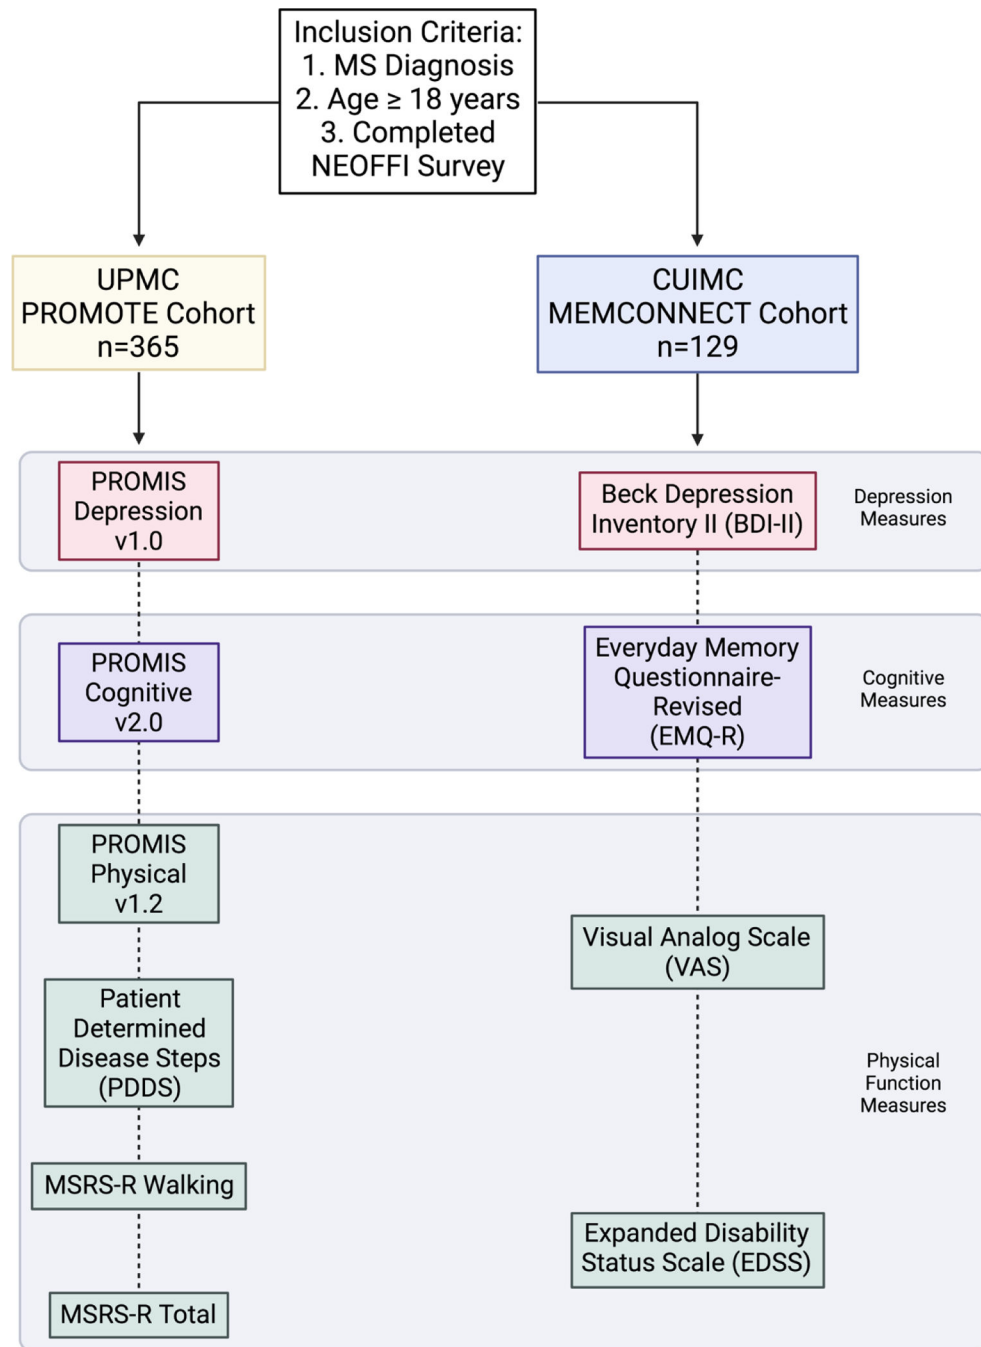 Inclusion Criteria:
1. MS Diagnosis
2. Age ≥ 18 years
3. Completed
NEOFFI Survey
UPMC
PROMOTE Cohort
n=365
CUIMC
MEMCONNECT Cohort
n=129
PROMIS
Depression
v1.0
Beck Depression
Inventory II (BDI-II)
Depression
Measures
PROMIS
Cognitive
v2.0
Everyday Memory
Questionnaire-
Revised
(EMQ-R)
Cognitive
Measures
PROMIS
Physical
v1.2
Patient
Determined
Disease Steps
(PDDS)
MSRS-R Walking
MSRS-R Total
Visual Analog Scale
(VAS)
Expanded Disability
Status Scale (EDSS)
Physical
Function
Measures